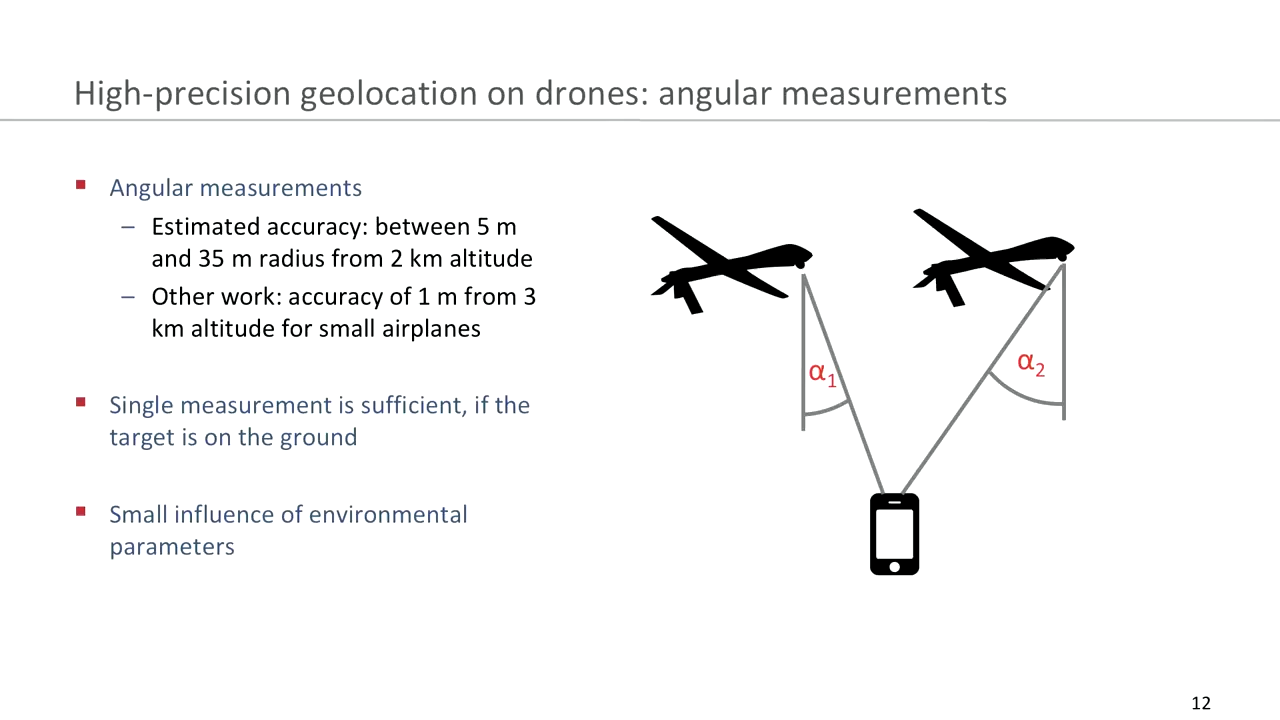 High-precision geolocation on drones: angular measurements
▪ Angular measurements
– Estimated accuracy: between 5 m
and 35 m radius from 2 km altitude
– Other work: accuracy of 1 m from 3
km altitude for small airplanes
▪ Single measurement is sufficient, if the
target is on the ground
▪ Small influence of environmental
parameters
α₁
α₂
12